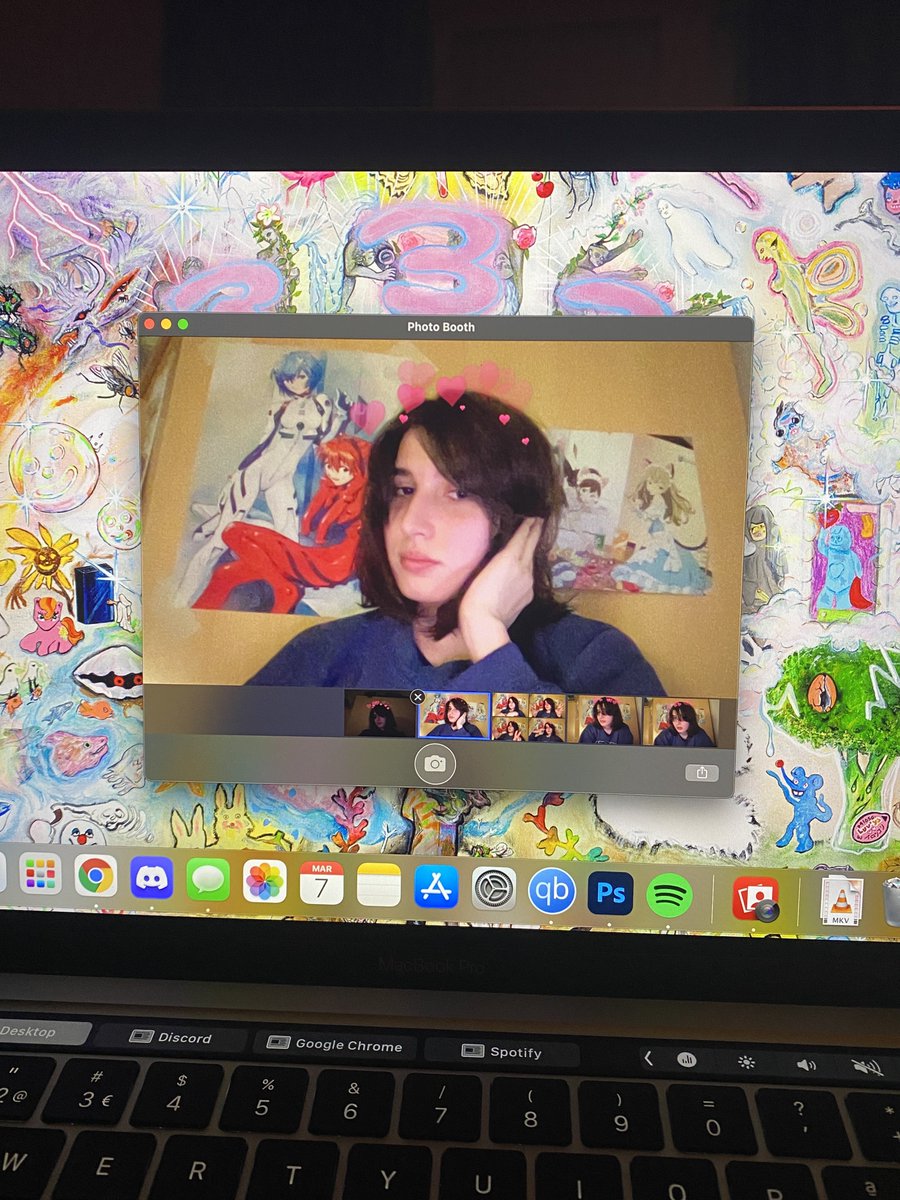 Photo Booth
MAR
7
qb
Ps
MKV
MacBook Pro
Desktop
Discord
Google Chrome
Spotify
" # $ % & / ( ) = ? *
2 @ 3 € 4 5 6 7 8 9 0 '
W E R T Y U I O P